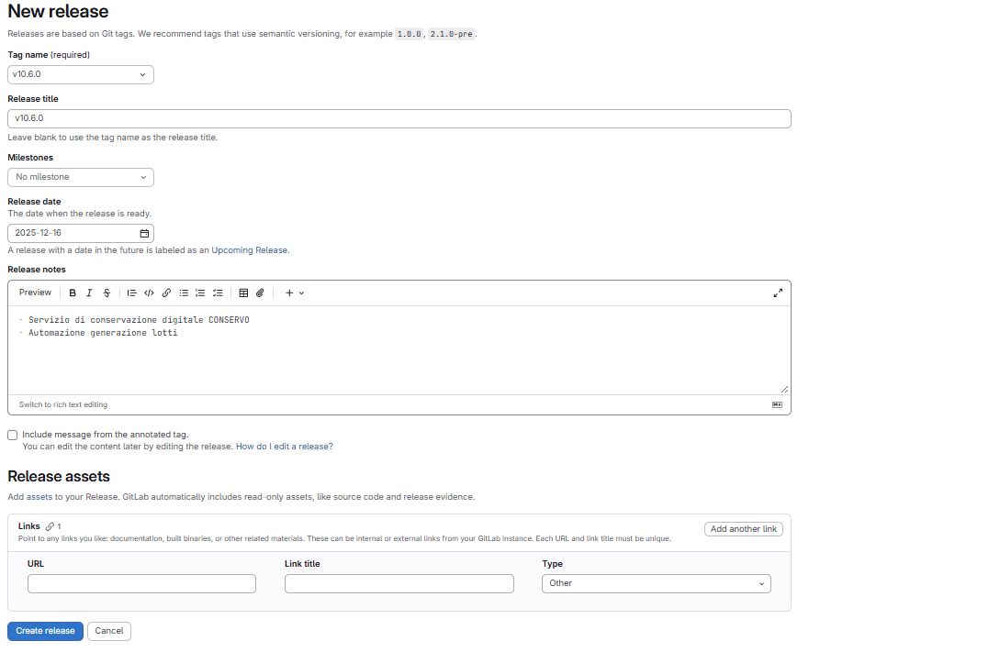 New release
Releases are based on Git tags. We recommend tags that use semantic versioning, for example 1.0.0, 2.1.0-pre.
Tag name (required)
v10.6.0
Release title
v10.6.0
Leave blank to use the tag name as the release title.
Milestones
No milestone
Release date
The date when the release is ready.
2025-12-16
A release with a date in the future is labeled as an Upcoming Release.
Release notes
Preview
- Servizio di conservazione digitale CONSERVO
- Automazione generazione lotti
Switch to rich text editing
Include message from the annotated tag.
You can edit the content later by editing the release. How do I edit a release?
Release assets
Add assets to your Release. GitLab automatically includes read-only assets, like source code and release evidence.
Links 1
Add another link
Point to any links you like: documentation, built binaries, or other related materials. These can be internal or external links from your GitLab instance. Each URL and link title must be unique.
URL Link title Type
Other
Create release Cancel